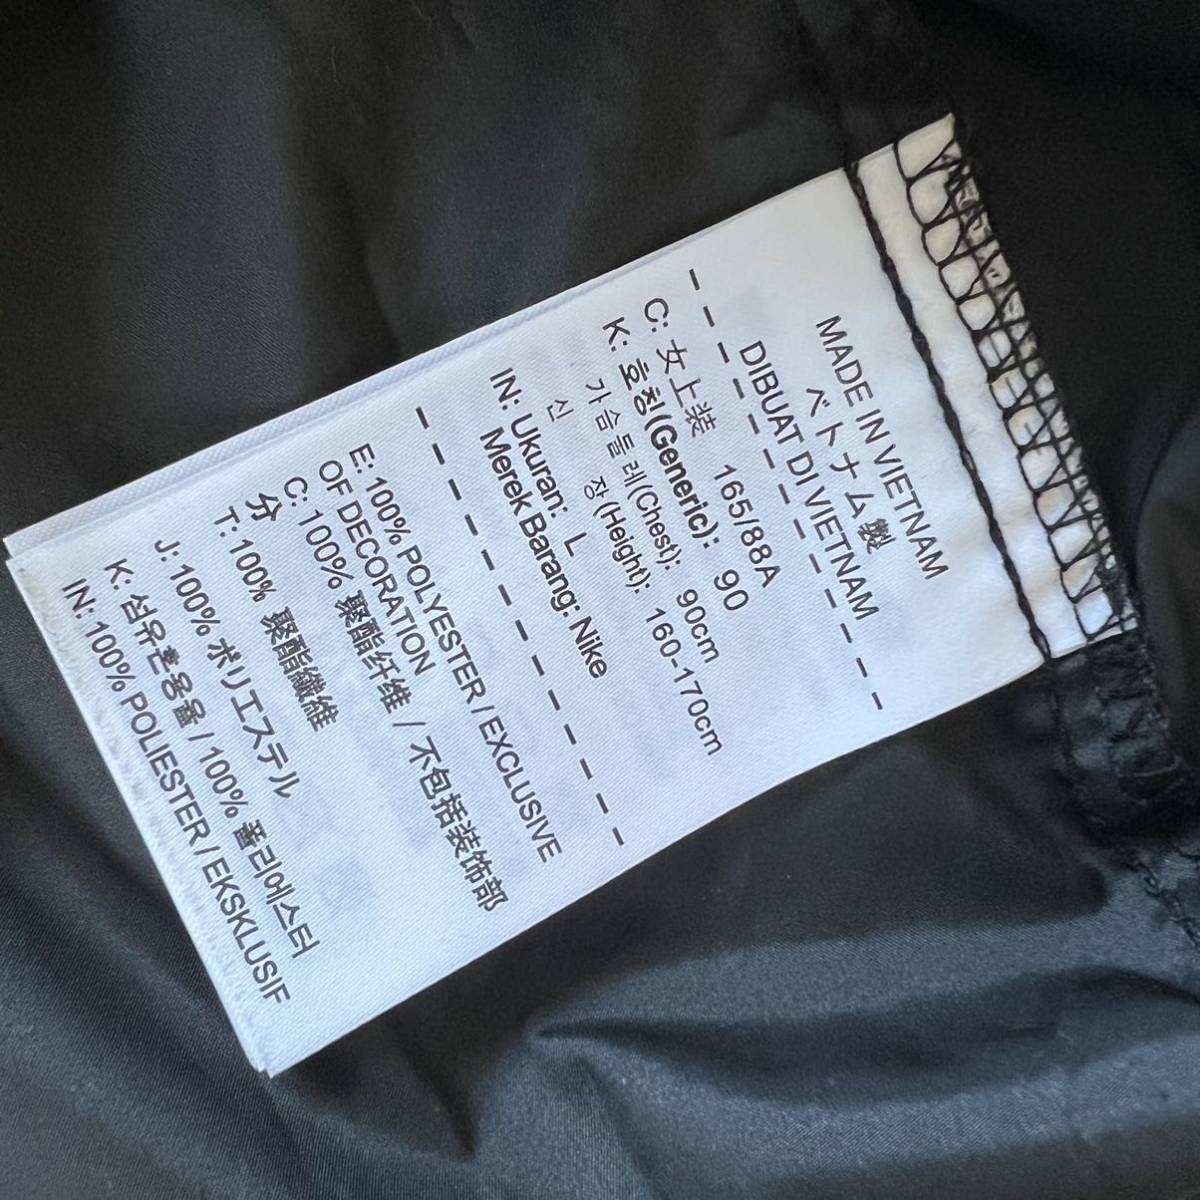 MADE IN VIETNAM
ベトナム製
DIBUAT DI VIETNAM
C: 女上装 165/88A
K: 호칭(Generic): 90
가슴둘레(Chest): 90cm
신 장(Height): 160-170cm
IN: Ukuran: L
Merek Barang: Nike
E: 100% POLYESTER / EXCLUSIVE
OF DECORATION
C: 100% 聚酯纤维 / 不包括装饰部
分
T: 100% 聚酯纖維
J: 100% ポリエステル
K: 섬유혼용율 / 100% 폴리에스터
IN: 100% POLIESTER / EKSKLUSIF